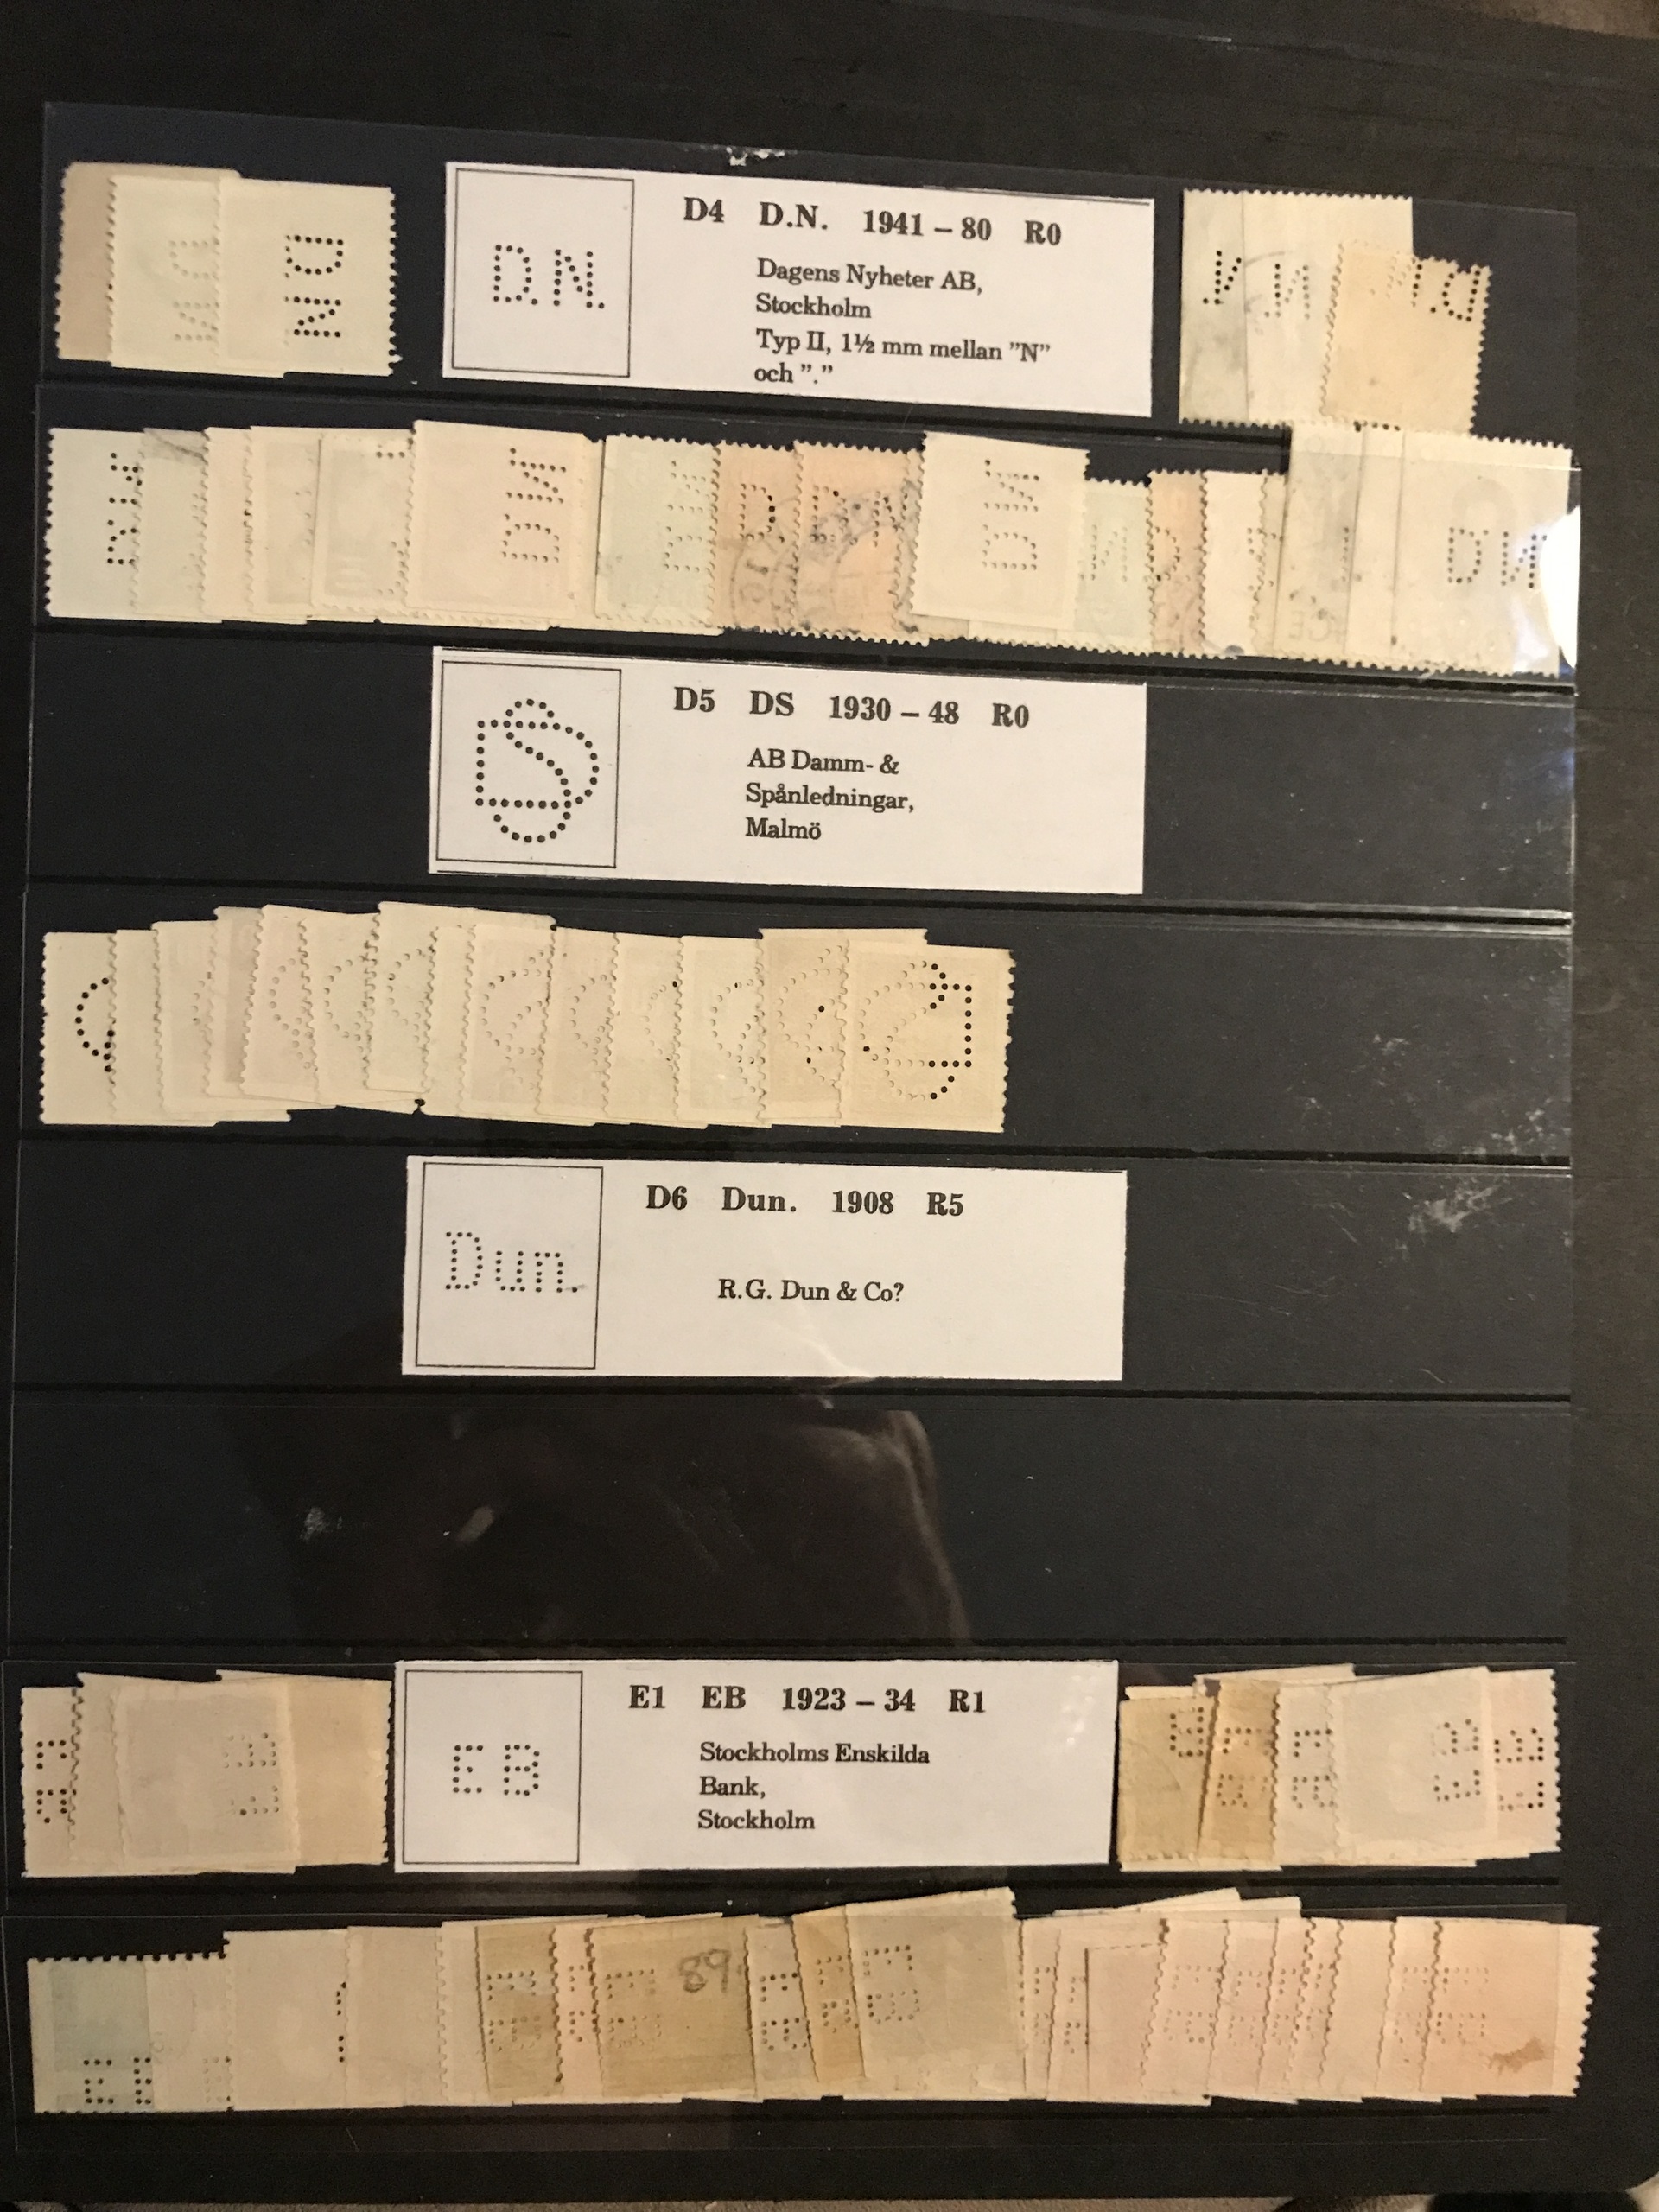 D.N.
D4 D.N. 1941 – 80 R0
Dagens Nyheter AB,
Stockholm
Typ II, 1½ mm mellan ”N”
och ”.”
DS
D5 DS 1930 – 48 R0
AB Damm- &
Spånledningar,
Malmö
Dun.
D6 Dun. 1908 R5
R.G. Dun & Co?
EB
E1 EB 1923 – 34 R1
Stockholms Enskilda
Bank,
Stockholm
89